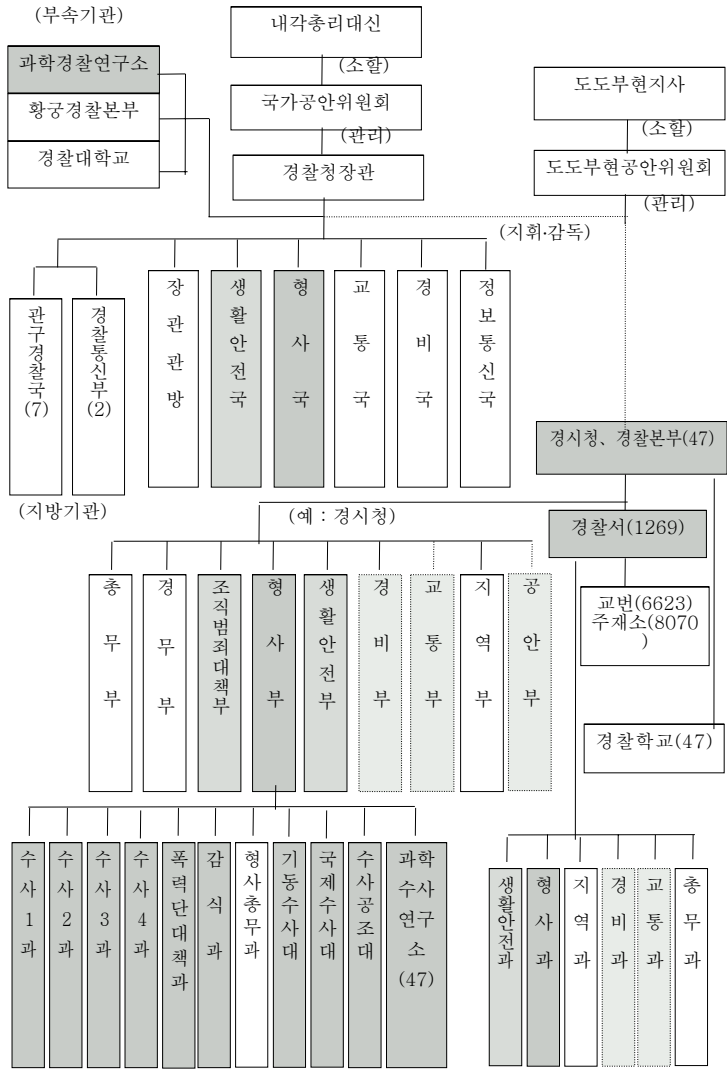 (부속기관)
내각총리대신
(소할)
과학경찰연구소
도도부현지사
국가공안위원회
황궁경찰본부
(소할)
(관리)
경찰대학교
경찰청장관
도도부현공안위원회
(관리)
(지휘·감독)
관구경찰국(7)
경찰통신부(2)
장관관방
생활안전국
형사국
교통국
경비국
정보통신국
경시청、경찰본부(47)
(지방기관)
(예 : 경시청)
경찰서(1269)
총무부
경무부
조직범죄대책부
형사부
생활안전부
경비부
교통부
지역부
공안부
교번(6623)
주재소(8070
)
경찰학교(47)
수사1과
수사2과
수사3과
수사4과
폭력단대책과
감식과
형사총무과
기동수사대
국제수사대
수사공조대
과학
수사
연구
소
(47)
생활안전과
형사과
지역과
경비과
교통과
총무과